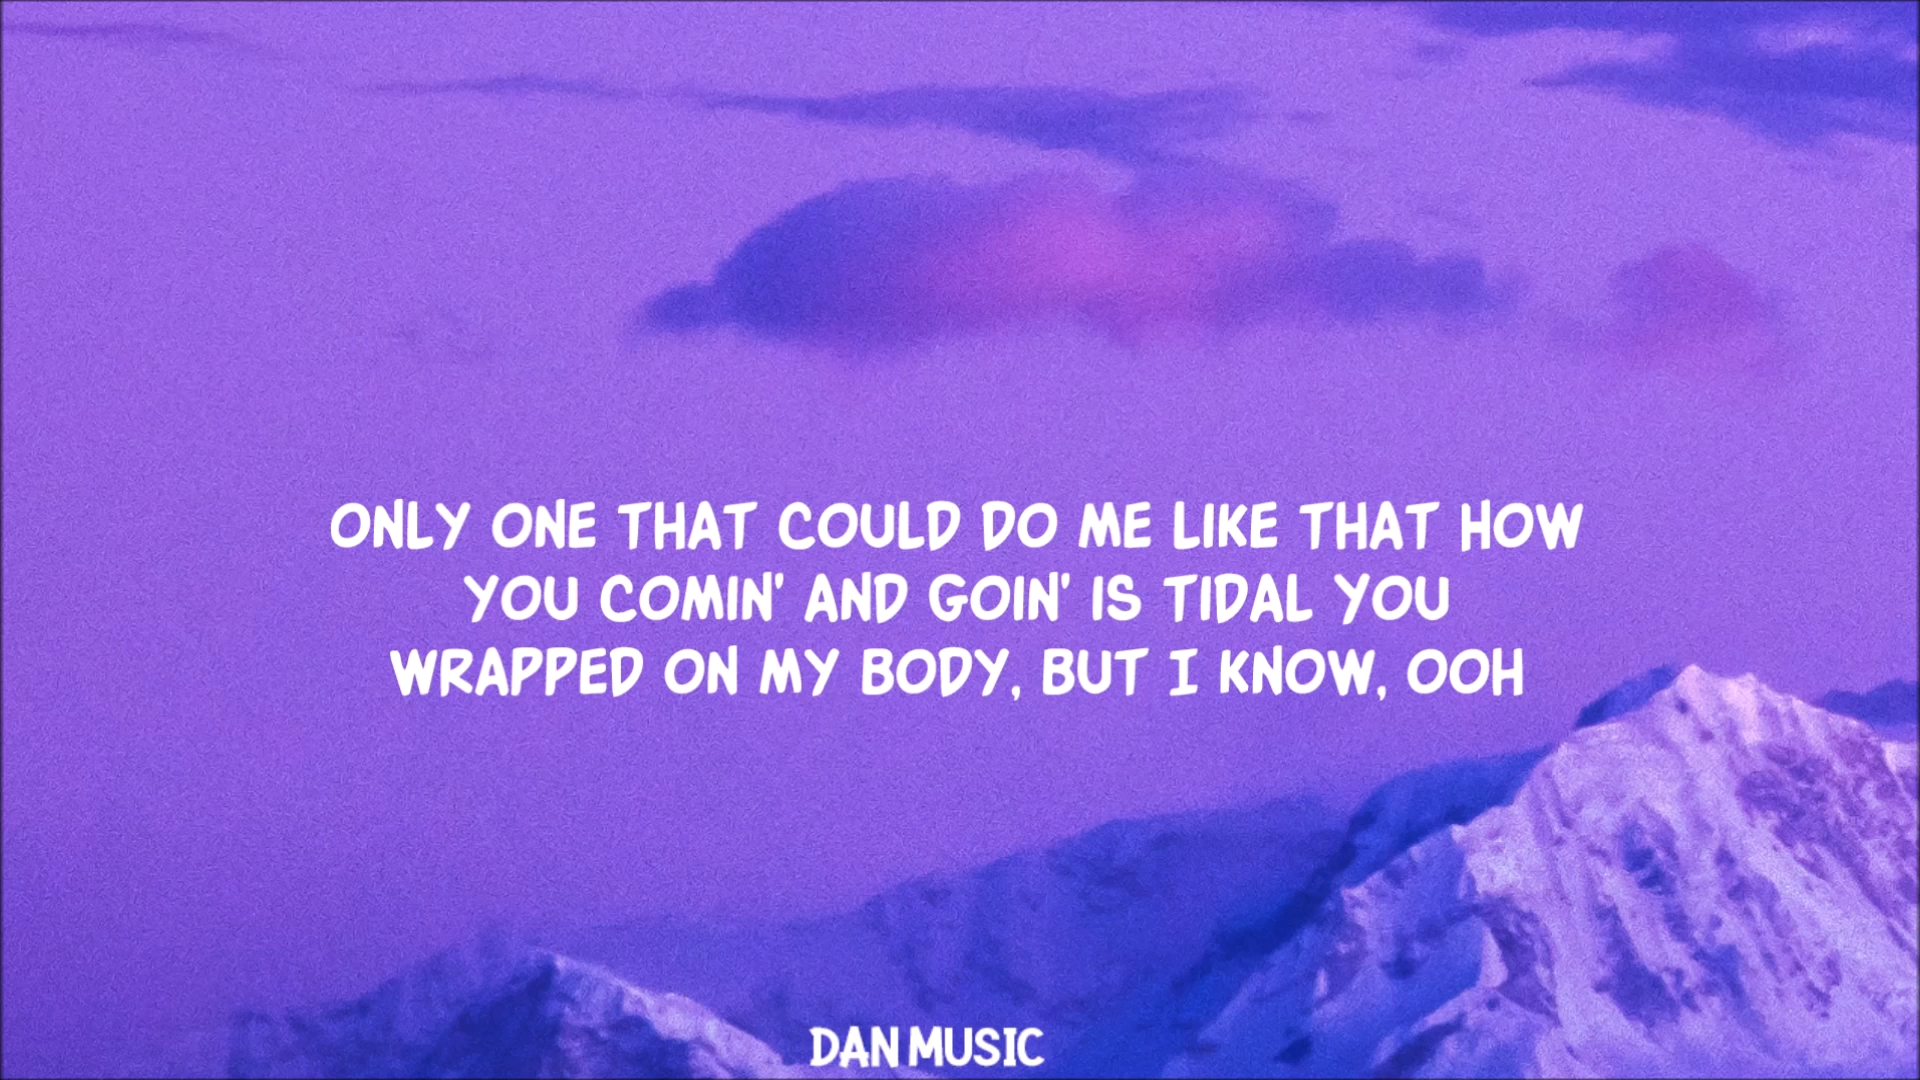 ONLY ONE THAT COULD DO ME LIKE THAT HOW
YOU COMIN' AND GOIN' IS TIDAL YOU
WRAPPED ON MY BODY, BUT I KNOW, OOH
DAN MUSIC